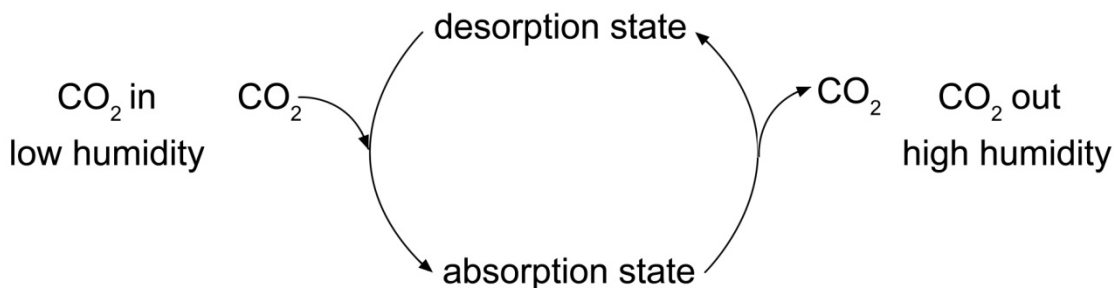 desorption state
CO₂ in
low humidity
CO₂
CO₂
CO₂ out
high humidity
absorption state